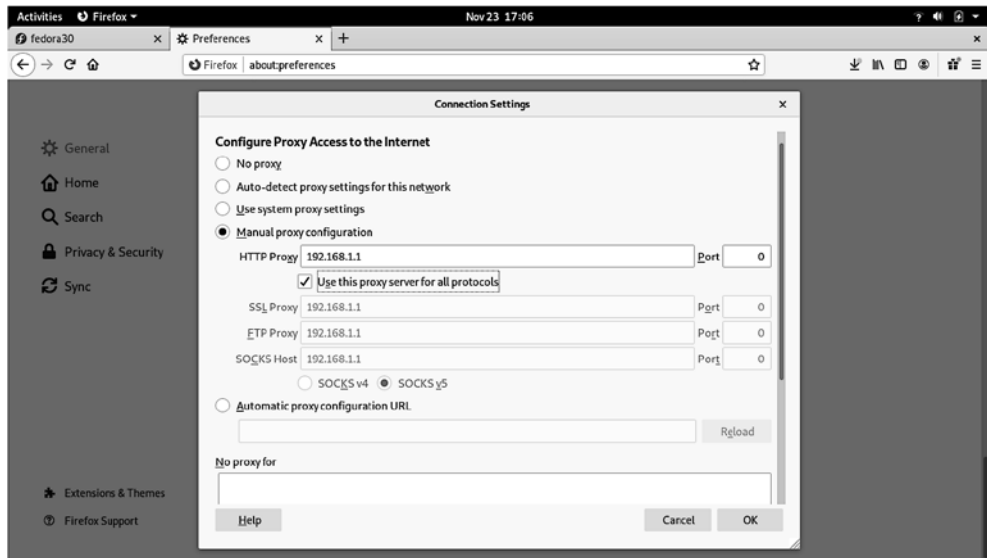 Activities Firefox Nov 23 17:06
fedora30 Preferences
Firefox about:preferences
Connection Settings
Configure Proxy Access to the Internet
No proxy
Auto-detect proxy settings for this network
Use system proxy settings
Manual proxy configuration
HTTP Proxy 192.168.1.1 Port 0
Use this proxy server for all protocols
SSL Proxy 192.168.1.1 Port 0
FTP Proxy 192.168.1.1 Port 0
SOCKS Host 192.168.1.1 Port 0
SOCKS v4 SOCKS v5
Automatic proxy configuration URL
Reload
No proxy for
Help Cancel OK
General
Home
Search
Privacy & Security
Sync
Extensions & Themes
Firefox Support